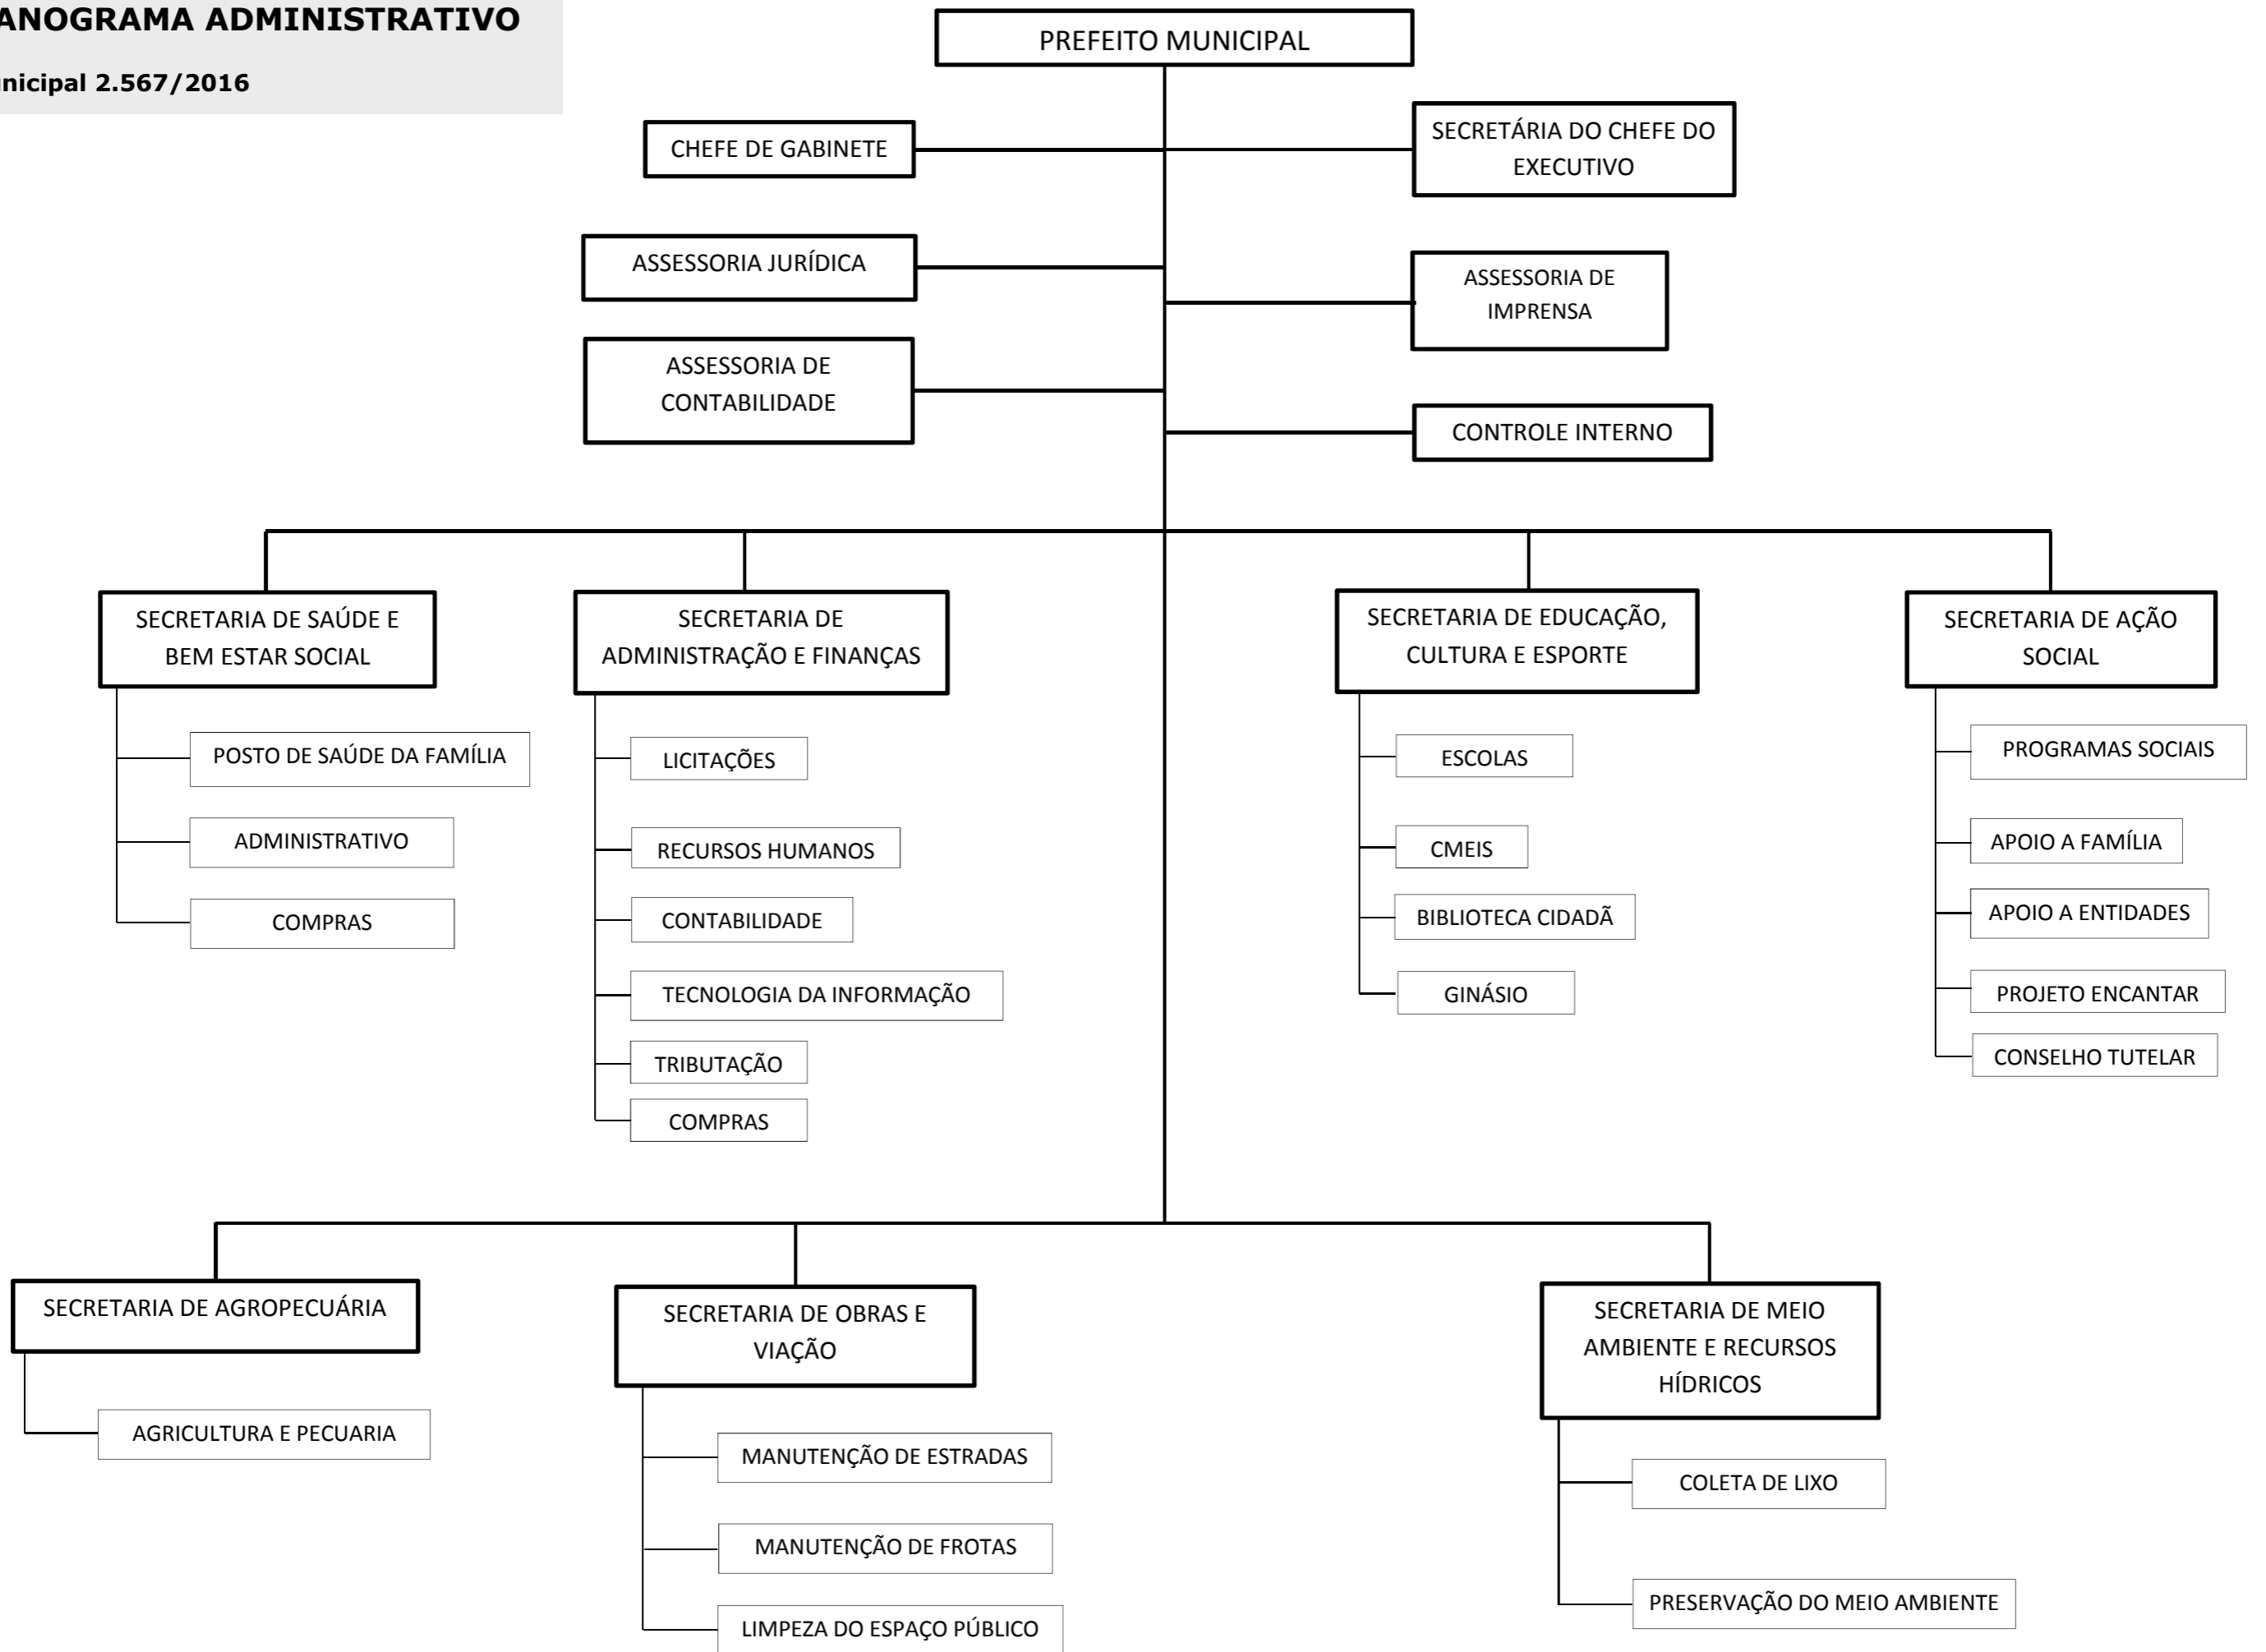 ANOGRAMA ADMINISTRATIVO
unicipal 2.567/2016
PREFEITO MUNICIPAL
CHEFE DE GABINETE
SECRETÁRIA DO CHEFE DO
EXECUTIVO
ASSESSORIA JURÍDICA
ASSESSORIA DE
IMPRENSA
ASSESSORIA DE
CONTABILIDADE
CONTROLE INTERNO
SECRETARIA DE SAÚDE E
BEM ESTAR SOCIAL
POSTO DE SAÚDE DA FAMÍLIA
ADMINISTRATIVO
COMPRAS
SECRETARIA DE
ADMINISTRAÇÃO E FINANÇAS
LICITAÇÕES
RECURSOS HUMANOS
CONTABILIDADE
TECNOLOGIA DA INFORMAÇÃO
TRIBUTAÇÃO
COMPRAS
SECRETARIA DE EDUCAÇÃO,
CULTURA E ESPORTE
ESCOLAS
CMEIS
BIBLIOTECA CIDADÃ
GINÁSIO
SECRETARIA DE AÇÃO
SOCIAL
PROGRAMAS SOCIAIS
APOIO A FAMÍLIA
APOIO A ENTIDADES
PROJETO ENCANTAR
CONSELHO TUTELAR
SECRETARIA DE AGROPECUÁRIA
AGRICULTURA E PECUARIA
SECRETARIA DE OBRAS E
VIAÇÃO
MANUTENÇÃO DE ESTRADAS
MANUTENÇÃO DE FROTAS
LIMPEZA DO ESPAÇO PÚBLICO
SECRETARIA DE MEIO
AMBIENTE E RECURSOS
HÍDRICOS
COLETA DE LIXO
PRESERVAÇÃO DO MEIO AMBIENTE